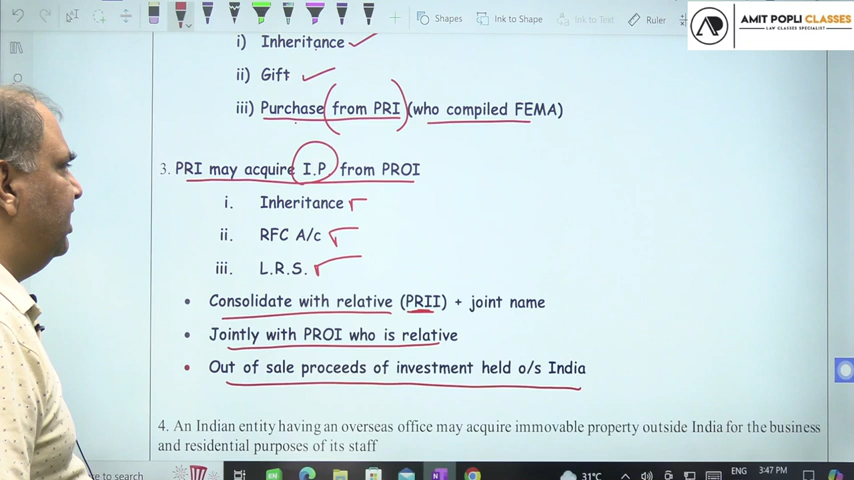 Shapes
Ink to Shape
Ink to Text
Ruler
AP
AMIT POPLI CLASSES
LAW CLASSES SPECIALIST
i) Inheritance
ii) Gift
iii) Purchase (from PRI) (who compiled FEMA)
3. PRI may acquire I.P. from PROI
i. Inheritance
ii. RFC A/c
iii. L.R.S.
• Consolidate with relative (PRII) + joint name
• Jointly with PROI who is relative
• Out of sale proceeds of investment held o/s India
4. An Indian entity having an overseas office may acquire immovable property outside India for the business
and residential purposes of its staff
ere to search
31°C
ENG
3:47 PM